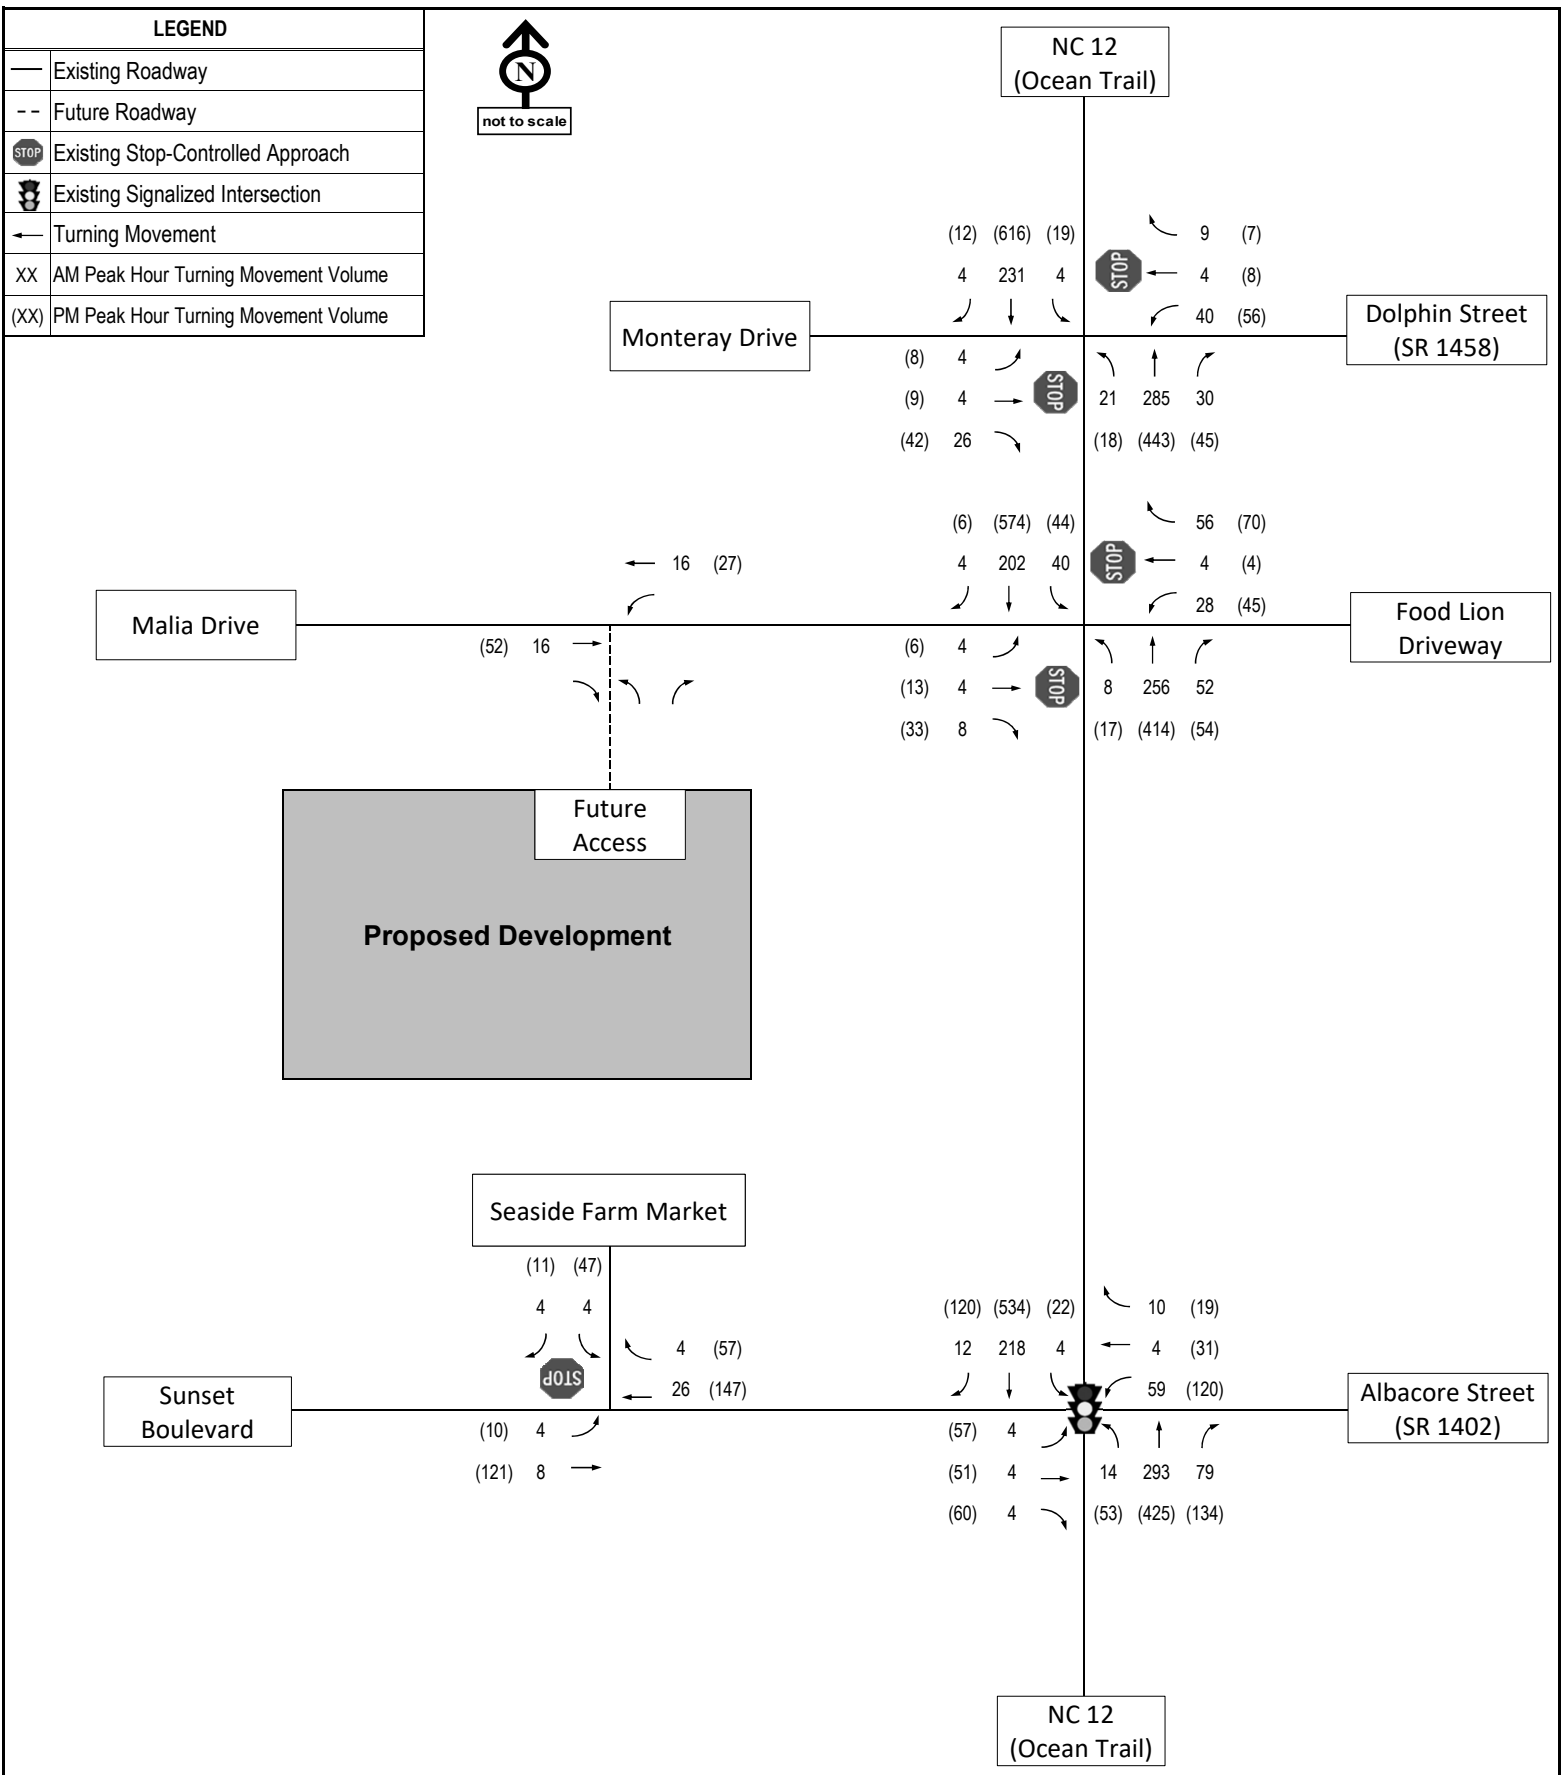 LEGEND
Existing Roadway
Future Roadway
STOP Existing Stop-Controlled Approach
Existing Signalized Intersection
Turning Movement
XX AM Peak Hour Turning Movement Volume
(XX) PM Peak Hour Turning Movement Volume
N
not to scale
NC 12
(Ocean Trail)
(12) (616) (19) 9 (7)
4 231 4 STOP 4 (8)
40 (56)
Monteray Drive
Dolphin Street
(SR 1458)
(8) 4
(9) 4 STOP 21 285 30
(42) 26 (18) (443) (45)
(6) (574) (44) 56 (70)
16 (27) 4 202 40 STOP 4 (4)
28 (45)
Malia Drive
Food Lion
Driveway
(52) 16 (6) 4
(13) 4 STOP 8 256 52
(33) 8 (17) (414) (54)
Future
Access
Proposed Development
Seaside Farm Market
(11) (47)
4 4 (120) (534) (22) 10 (19)
4 (57) 12 218 4 4 (31)
STOP 26 (147) 59 (120)
Sunset
Boulevard
Albacore Street
(SR 1402)
(10) 4 (57) 4
(121) 8 (51) 4 14 293 79
(60) 4 (53) (425) (134)
NC 12
(Ocean Trail)